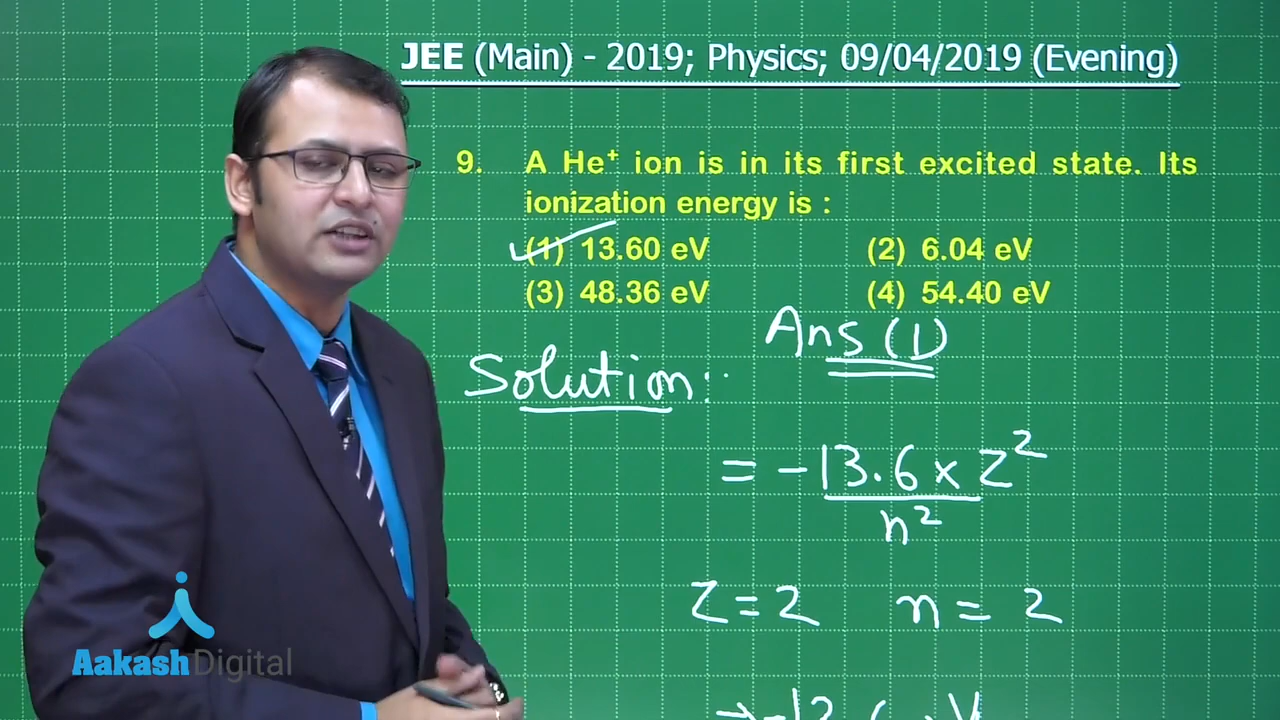 JEE (Main) - 2019; Physics; 09/04/2019 (Evening)
9. A He⁺ ion is in its first excited state. Its
ionization energy is :
(1) 13.60 eV (2) 6.04 eV
(3) 48.36 eV (4) 54.40 eV
Ans (1)
Solution:
= -13.6 × Z²
n²
Z = 2 n = 2
Aakash Digital